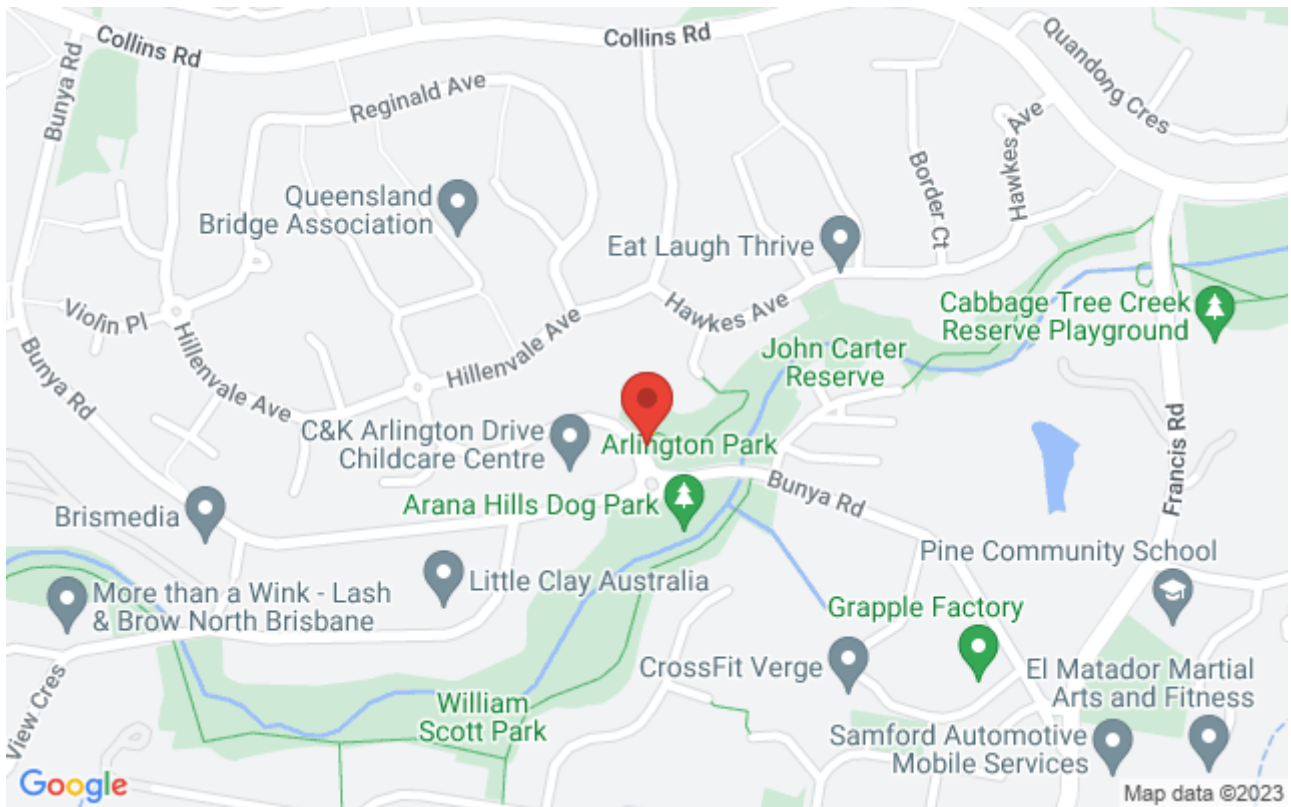 Collins Rd
Collins Rd
Quandong Cres
Bunya Rd
Reginald Ave
Hawkes Ave
Border Ct
Queensland
Bridge Association
Eat Laugh Thrive
Violin Pl
Hillenvale Ave
Hawkes Ave
Cabbage Tree Creek
Reserve Playground
John Carter
Reserve
Hillenvale Ave
Bunya Rd
C&K Arlington Drive
Childcare Centre
Arlington Park
Francis Rd
Arana Hills Dog Park
Bunya Rd
Brismedia
Pine Community School
Little Clay Australia
More than a Wink - Lash
& Brow North Brisbane
Grapple Factory
CrossFit Verge
El Matador Martial
Arts and Fitness
View Cres
William
Scott Park
Samford Automotive
Mobile Services
Google
Map data ©2023